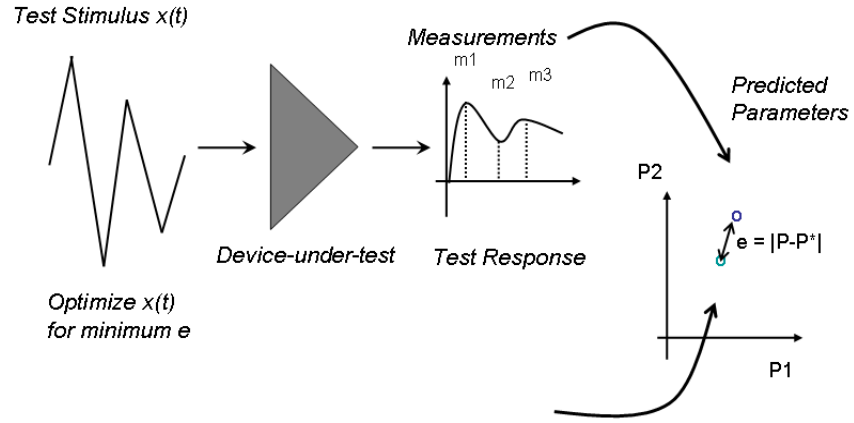 Test Stimulus x(t)
Measurements
m1
m2
m3
Predicted
Parameters
P2
e = |P-P*|
Device-under-test
Test Response
Optimize x(t)
for minimum e
P1